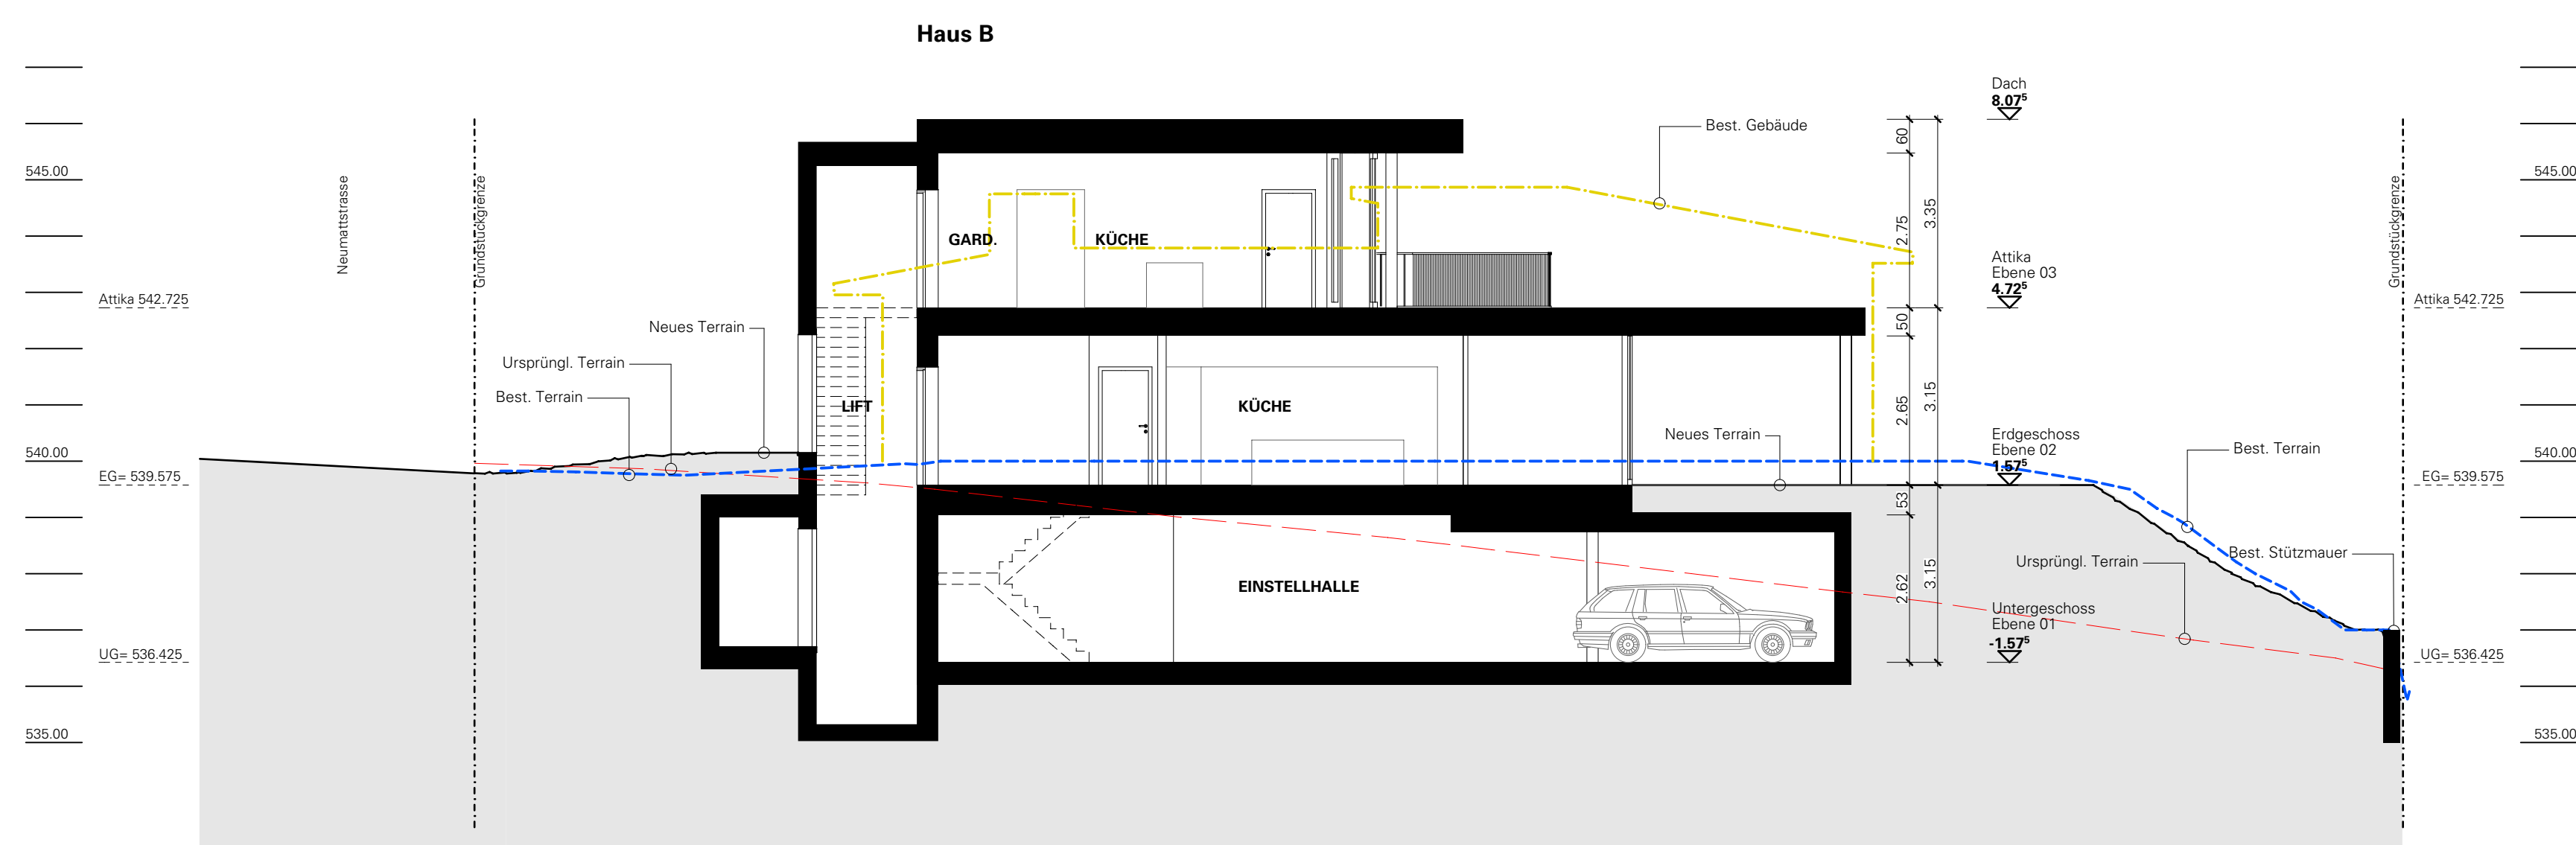 Haus B
Dach
8.07⁵
Best. Gebäude
60
545.00
545.00
Neumattstrasse
Grundstückgrenze
Grundstückgrenze
2.75
3.35
GARD.
KÜCHE
Attika
Ebene 03
4.72⁵
Attika 542.725
Attika 542.725
Neues Terrain
50
Ursprüngl. Terrain
Best. Terrain
LIFT
KÜCHE
2.65
3.15
Neues Terrain
Erdgeschoss
Ebene 02
1.57⁵
Best. Terrain
540.00
540.00
EG= 539.575
EG= 539.575
53
Best. Stützmauer
Ursprüngl. Terrain
EINSTELLHALLE
2.62
3.15
Untergeschoss
Ebene 01
-1.57⁵
UG= 536.425
UG= 536.425
535.00
535.00